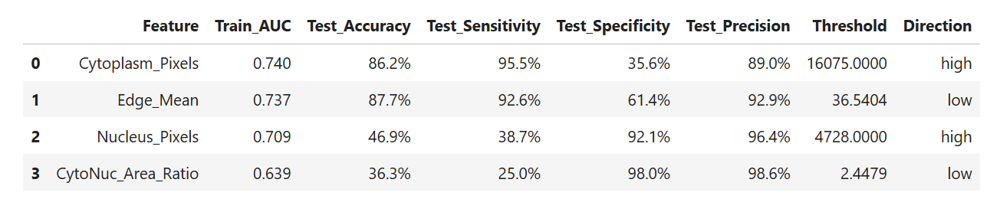 Feature Train_AUC Test_Accuracy Test_Sensitivity Test_Specificity Test_Precision Threshold Direction
0 Cytoplasm_Pixels 0.740 86.2% 95.5% 35.6% 89.0% 16075.0000 high
1 Edge_Mean 0.737 87.7% 92.6% 61.4% 92.9% 36.5404 low
2 Nucleus_Pixels 0.709 46.9% 38.7% 92.1% 96.4% 4728.0000 high
3 CytoNuc_Area_Ratio 0.639 36.3% 25.0% 98.0% 98.6% 2.4479 low